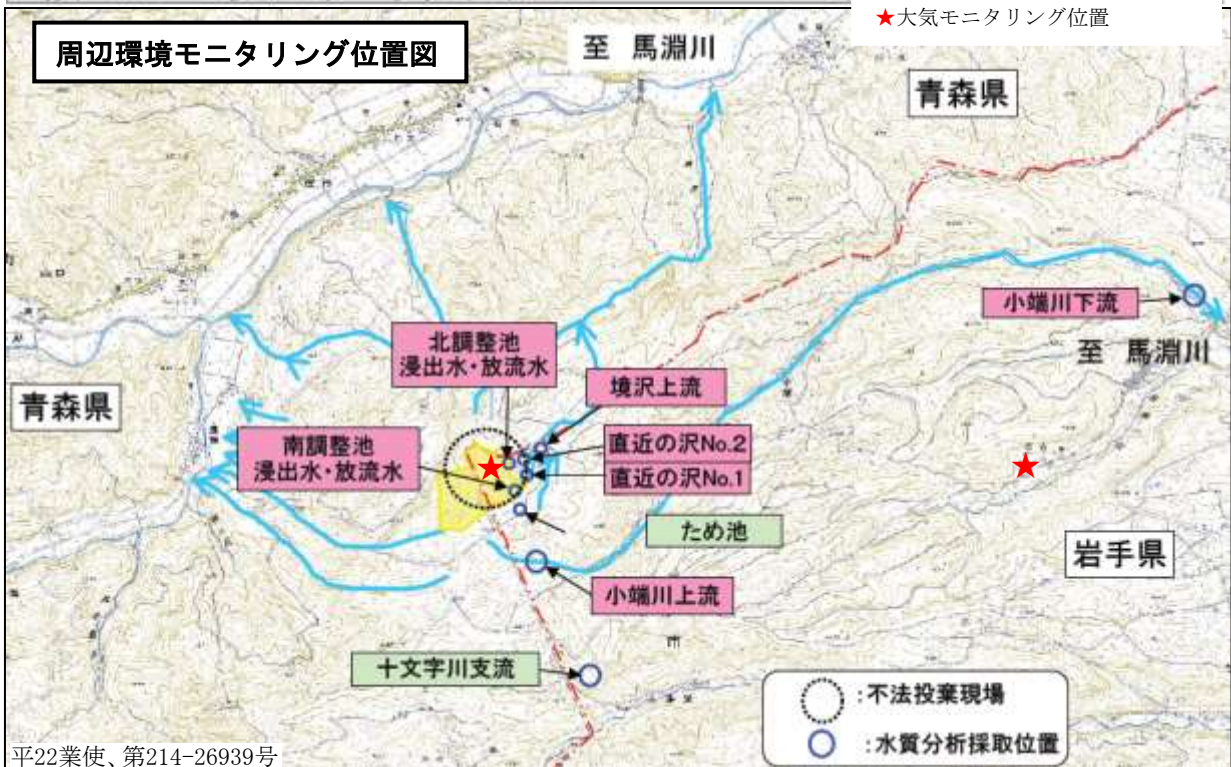 ★大気モニタリング位置
周辺環境モニタリング位置図
至 馬淵川
青森県
小端川下流
至 馬淵川
北調整池
浸出水・放流水
境沢上流
青森県
直近の沢No.2
南調整池
浸出水・放流水
直近の沢No.1
ため池
岩手県
小端川上流
十文字川支流
:不法投棄現場
:水質分析採取位置
平22業使、第214-26939号